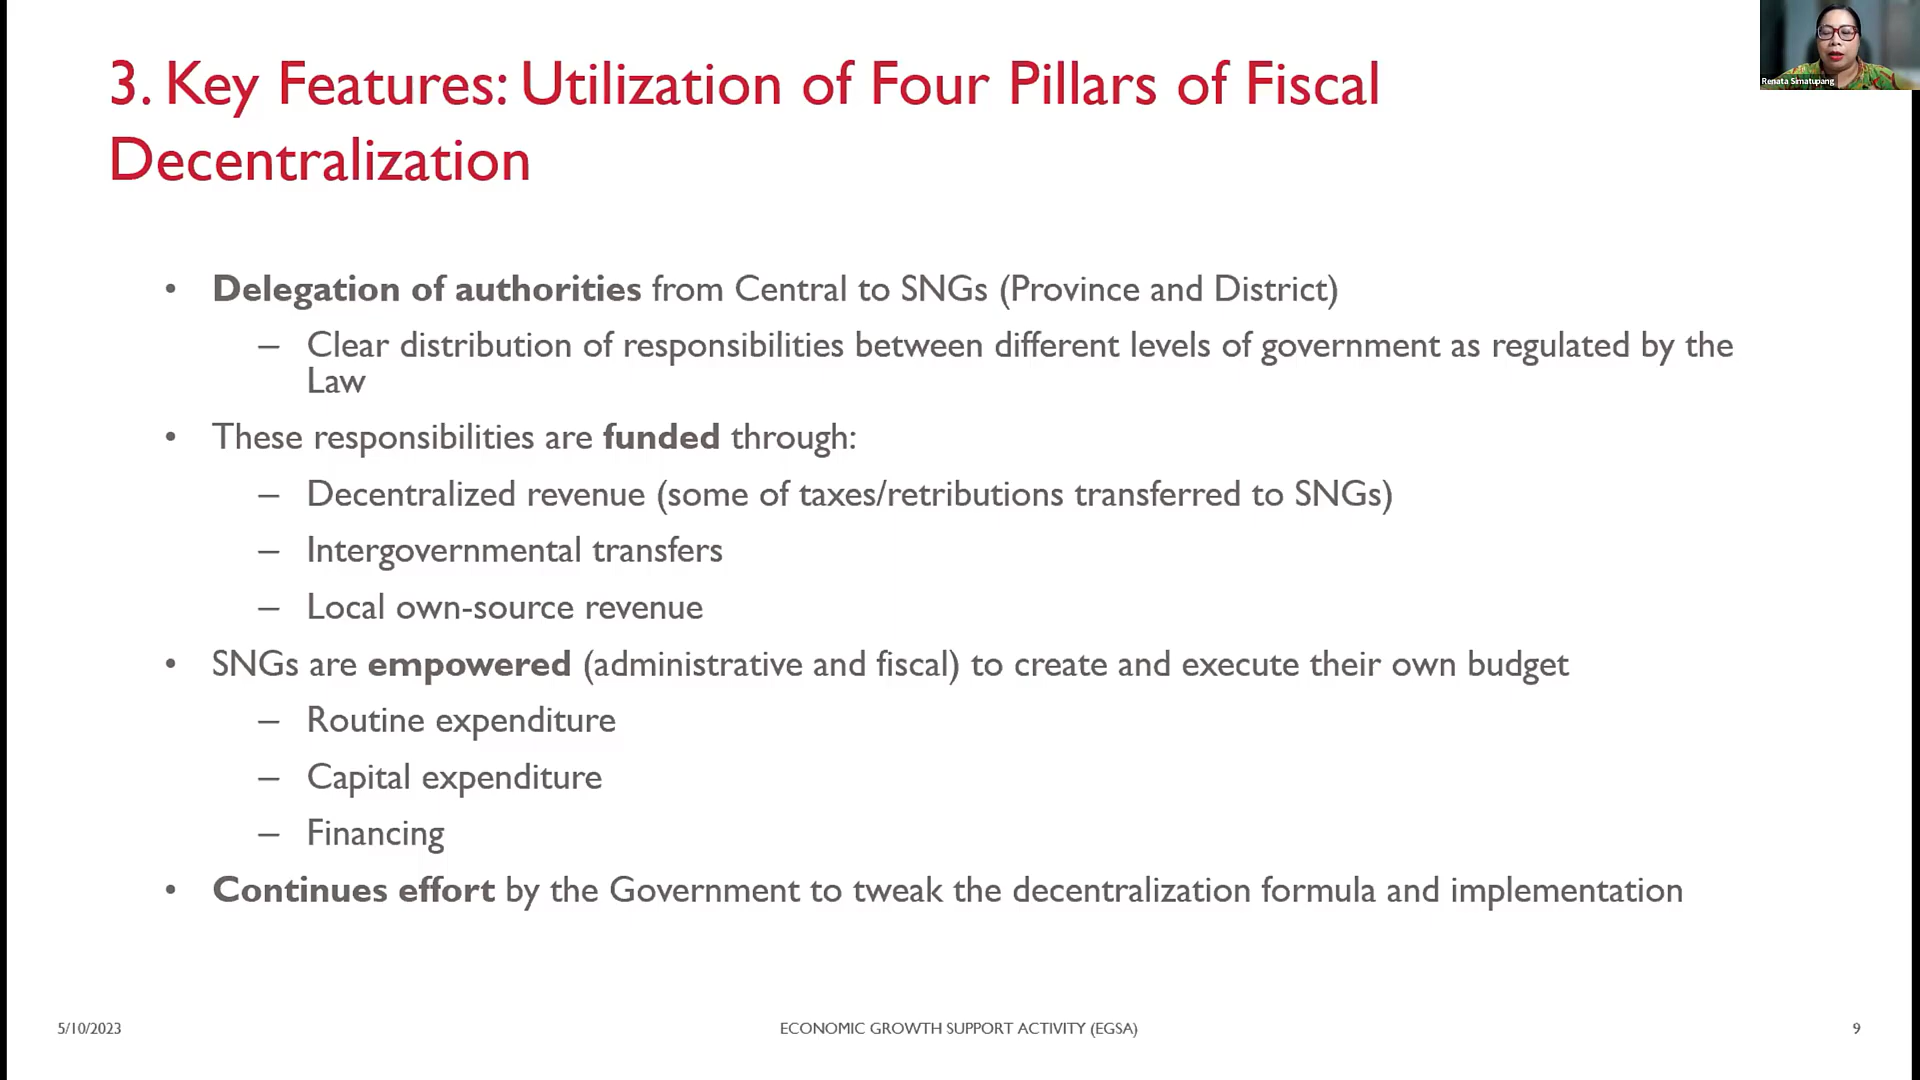 3. Key Features: Utilization of Four Pillars of Fiscal
Decentralization
Renata Simatupang
• Delegation of authorities from Central to SNGs (Province and District)
– Clear distribution of responsibilities between different levels of government as regulated by the
Law
• These responsibilities are funded through:
– Decentralized revenue (some of taxes/retributions transferred to SNGs)
– Intergovernmental transfers
– Local own-source revenue
• SNGs are empowered (administrative and fiscal) to create and execute their own budget
– Routine expenditure
– Capital expenditure
– Financing
• Continues effort by the Government to tweak the decentralization formula and implementation
5/10/2023
ECONOMIC GROWTH SUPPORT ACTIVITY (EGSA)
9